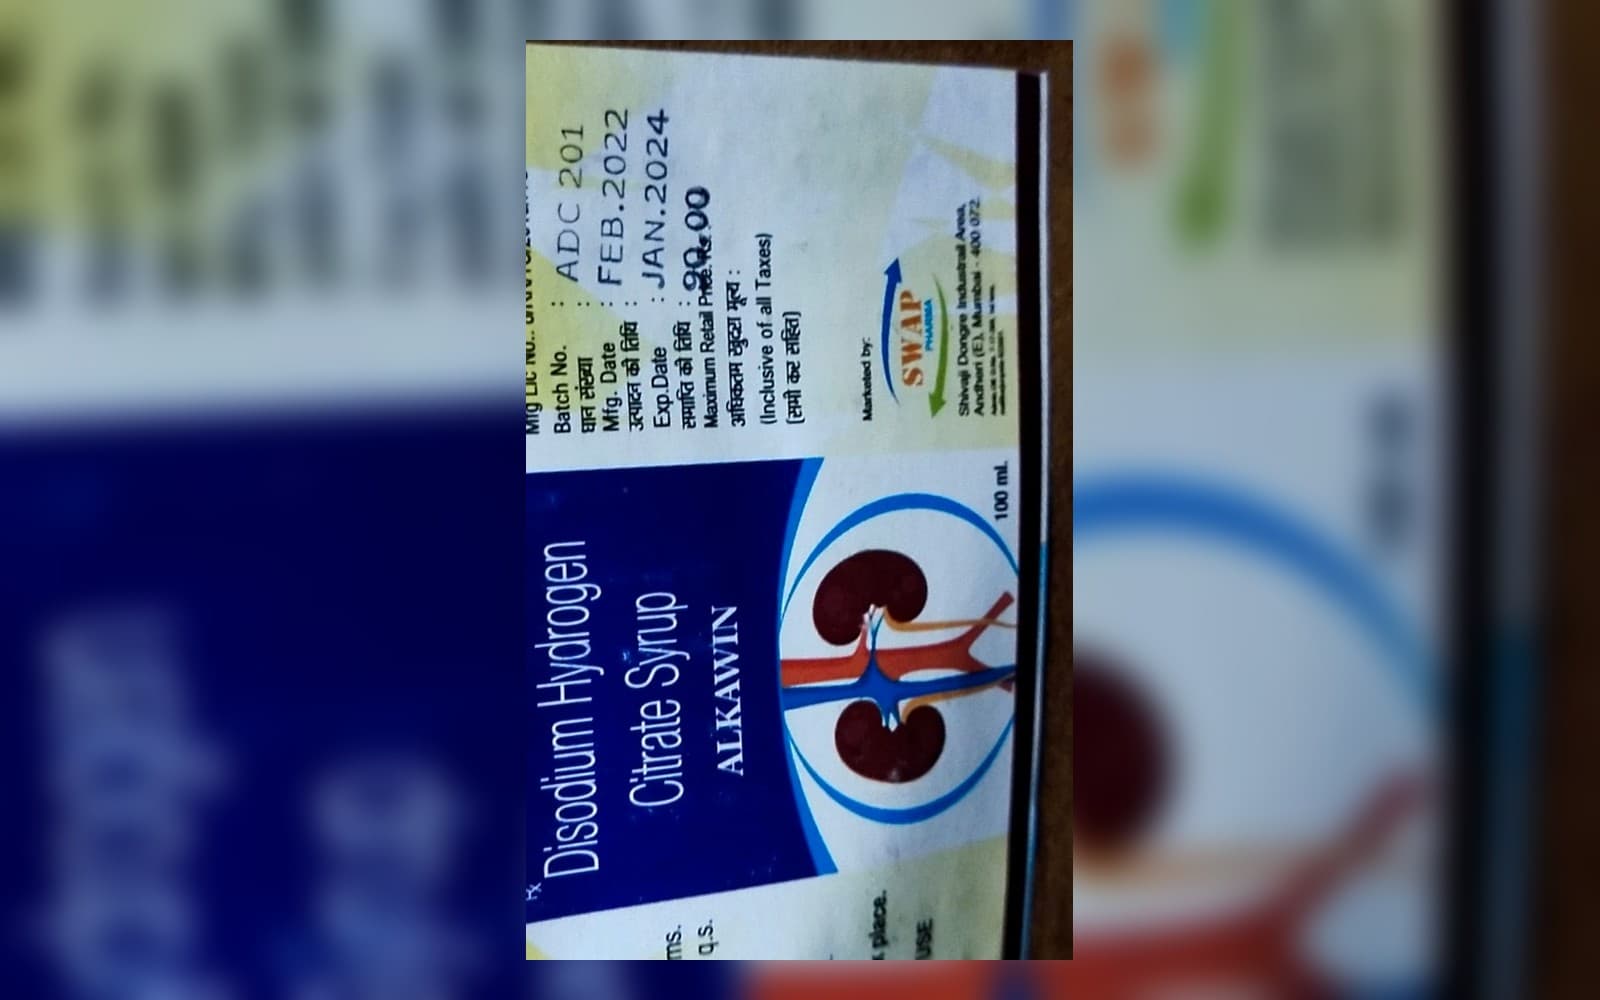 Rx
Disodium Hydrogen
Citrate Syrup
ALKAWIN
100 ml.
ms.
q.s.
place.
USE
Mfg Lic No.:
Batch No. : ADC 201
घान संख्या :
Mfg. Date : FEB.2022
उत्पादन की तिथि :
Exp.Date : JAN.2024
समाप्ति की तिथि : 90.00
Maximum Retail Price. Rs.
अधिकतम खुदरा मूल्य :
(Inclusive of all Taxes)
(सभी कर सहित)
Marketed by:
SWAP
PHARMA
Shivaji Dongre Industrail Area,
Andheri (E), Mumbai - 400 072.